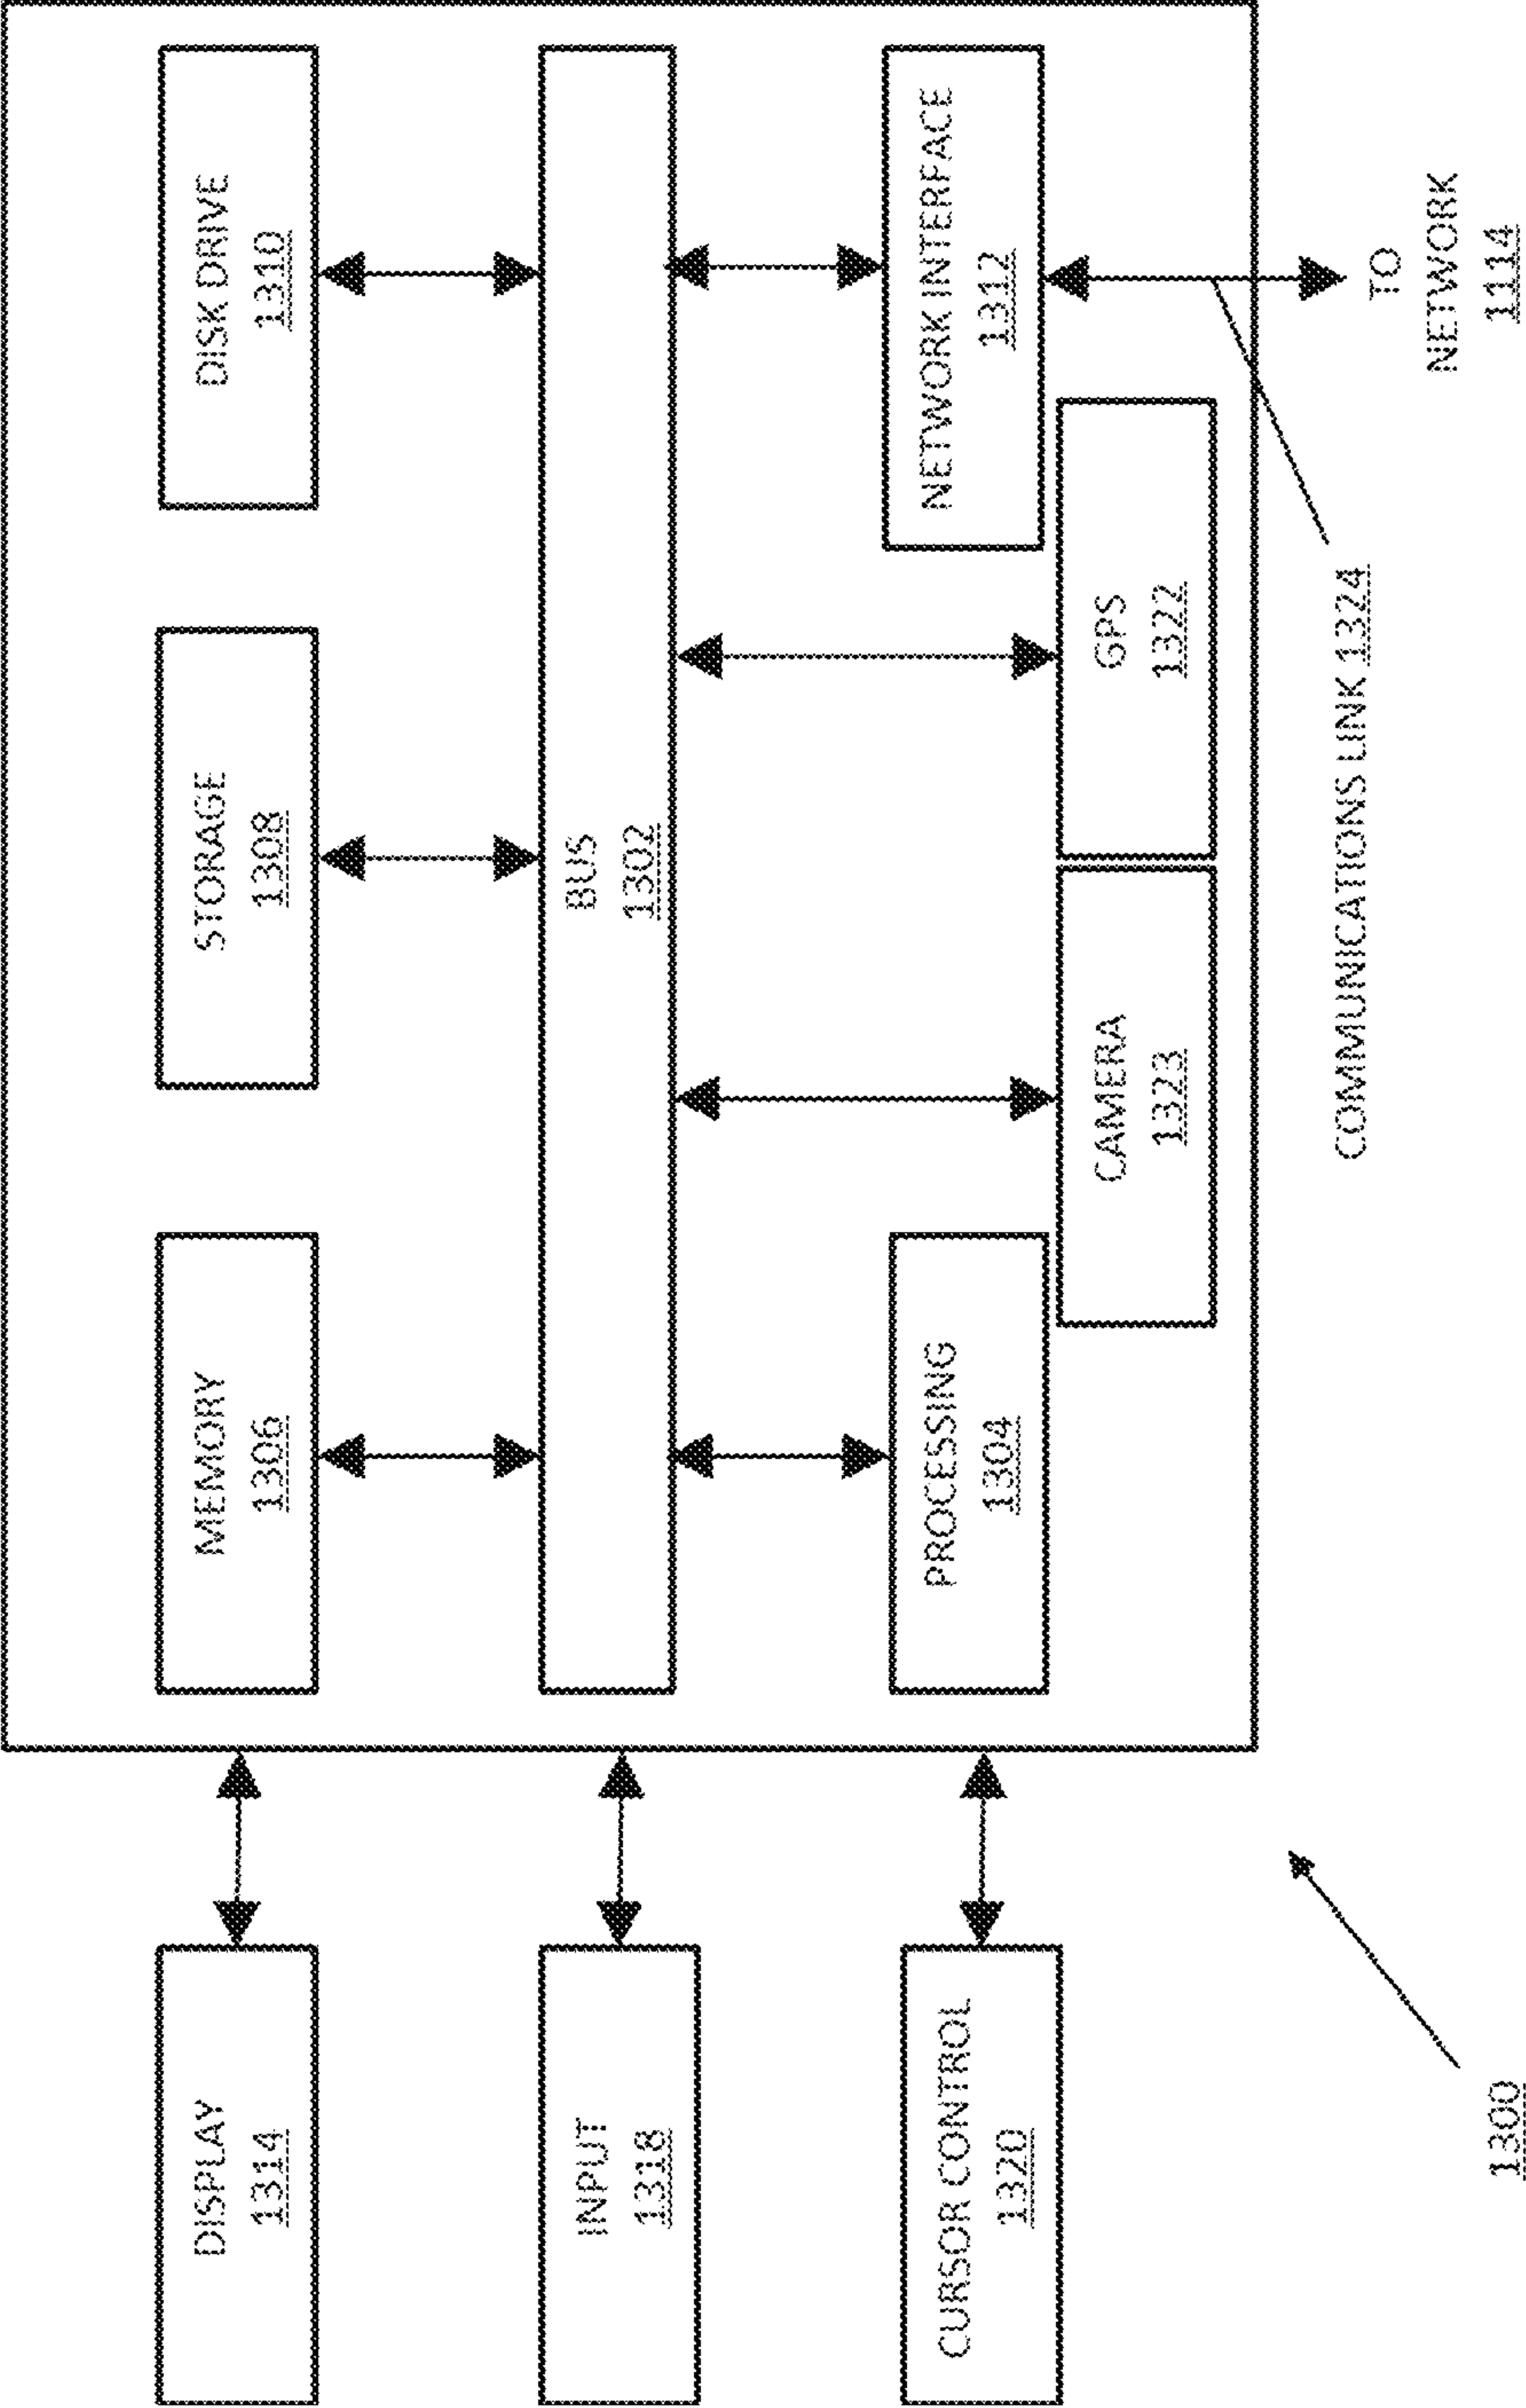 DISPLAY
1314
MEMORY
1306
STORAGE
1308
DISK DRIVE
1310
INPUT
1318
BUS
1302
CURSOR CONTROL
1320
PROCESSING
1304
NETWORK INTERFACE
1312
CAMERA
1323
GPS
1322
COMMUNICATIONS LINK 1324
TO
NETWORK
1114
1300